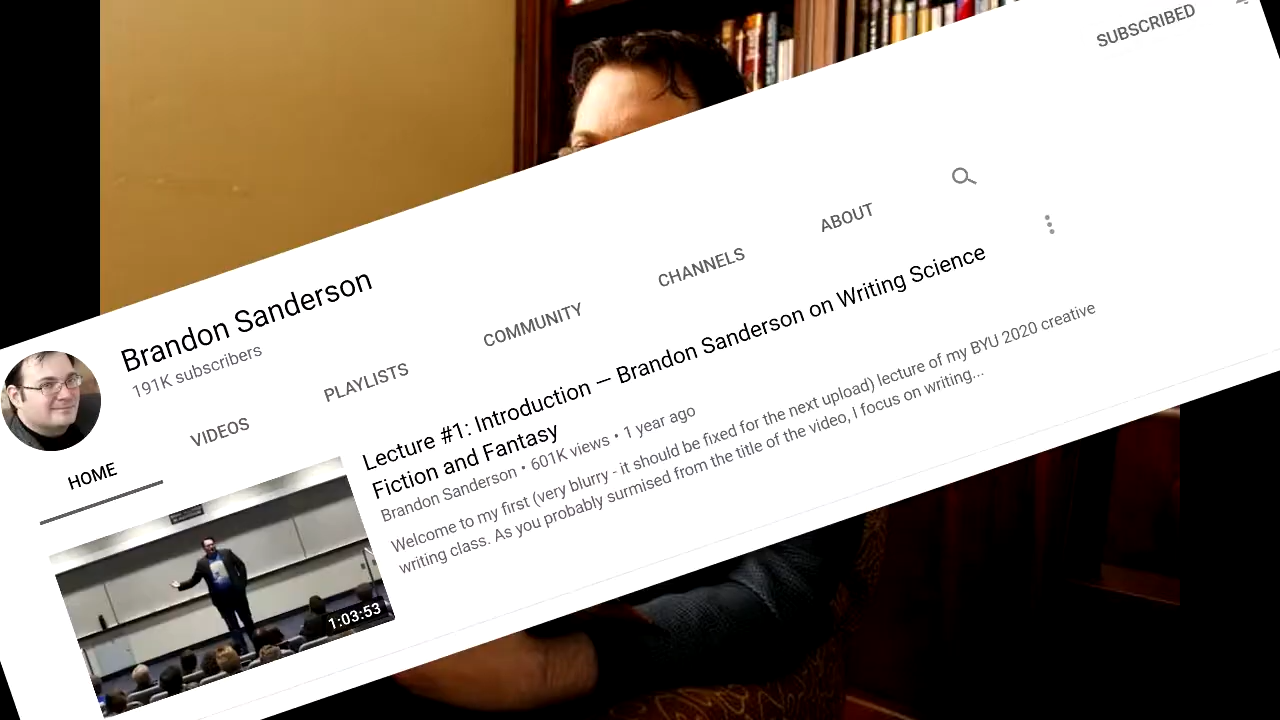 SUBSCRIBED
Brandon Sanderson
191K subscribers
HOME
VIDEOS
PLAYLISTS
COMMUNITY
CHANNELS
ABOUT
Lecture #1: Introduction — Brandon Sanderson on Writing Science
Fiction and Fantasy
Brandon Sanderson • 601K views • 1 year ago
Welcome to my first (very blurry - it should be fixed for the next upload) lecture of my BYU 2020 creative
writing class. As you probably surmised from the title of the video, I focus on writing...
1:03:53